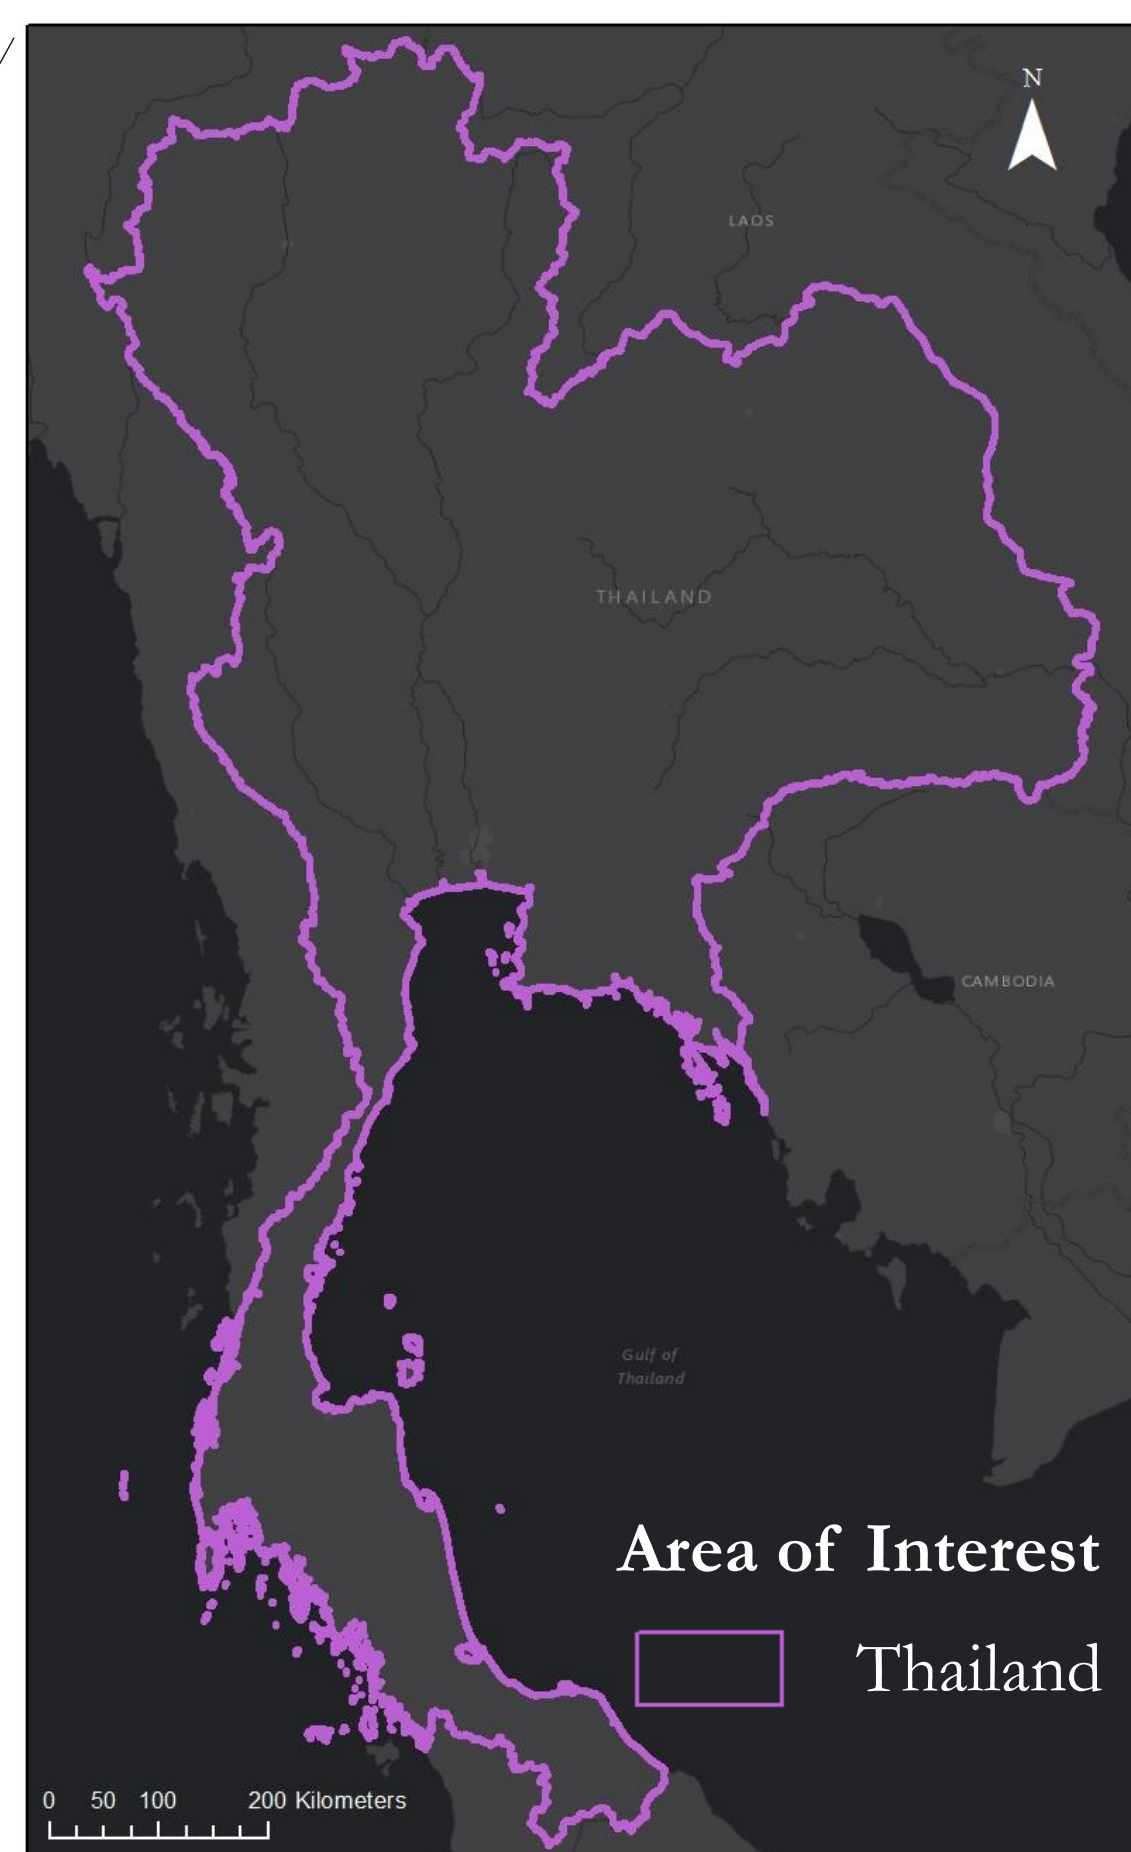 N
LAOS
THAILAND
CAMBODIA
Gulf of
Thailand
Area of Interest
Thailand
0 50 100 200 Kilometers